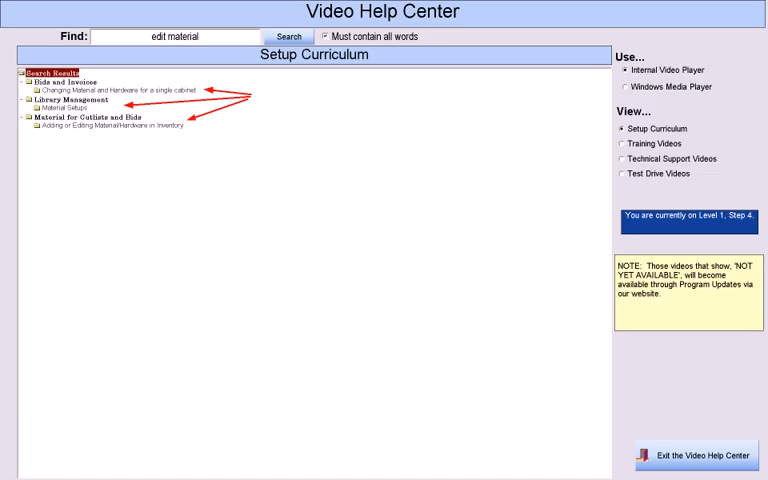 Video Help Center
Find: edit material Search Must contain all words
Setup Curriculum
Search Results
Bids and Invoices
Changing Material and Hardware for a single cabinet
Library Management
Material Setups
Material for Cutlists and Bids
Adding or Editing Material/Hardware in Inventory
Use...
Internal Video Player
Windows Media Player
View...
Setup Curriculum
Training Videos
Technical Support Videos
Test Drive Videos
You are currently on Level 1, Step 4.
NOTE: Those videos that show, 'NOT
YET AVAILABLE', will become
available through Program Updates via
our website.
Exit the Video Help Center